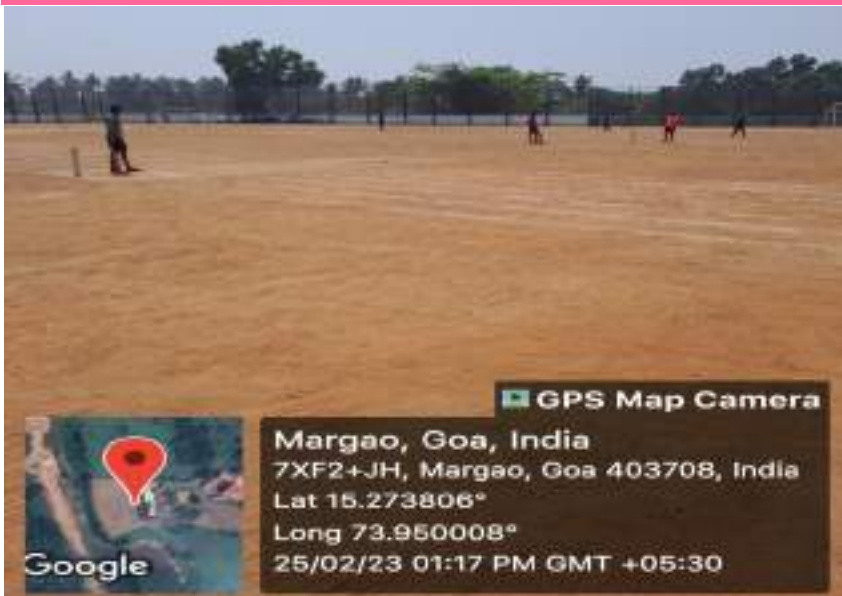 GPS Map Camera
Margao, Goa, India
7XF2+JH, Margao, Goa 403708, India
Lat 15.273806°
Long 73.950008°
25/02/23 01:17 PM GMT +05:30
Google